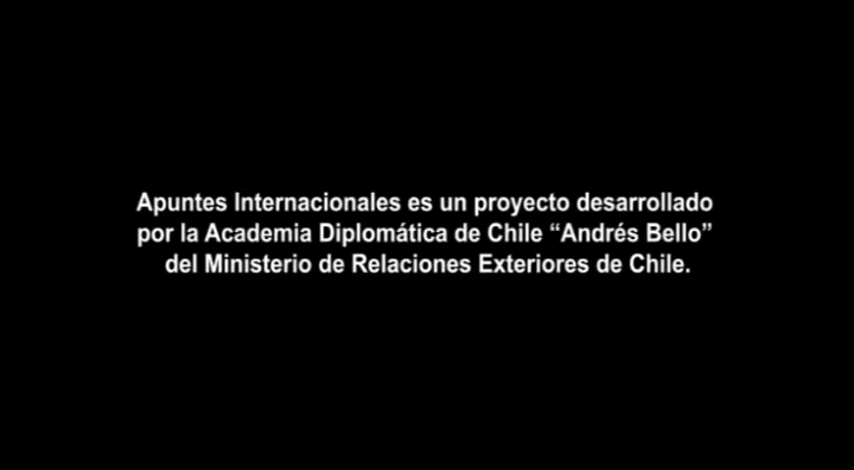 Apuntes Internacionales es un proyecto desarrollado
por la Academia Diplomática de Chile “Andrés Bello”
del Ministerio de Relaciones Exteriores de Chile.